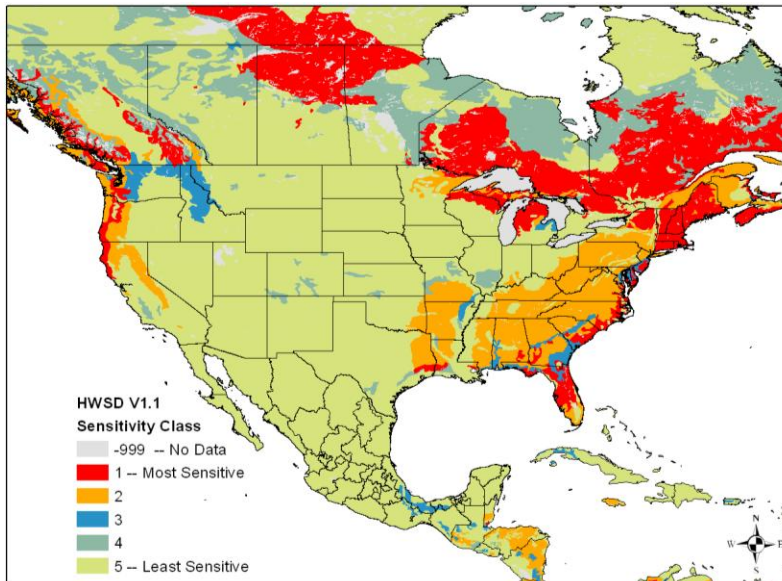 HWSD V1.1
Sensitivity Class
-999 -- No Data
1 -- Most Sensitive
2
3
4
5 -- Least Sensitive
N
W E
S